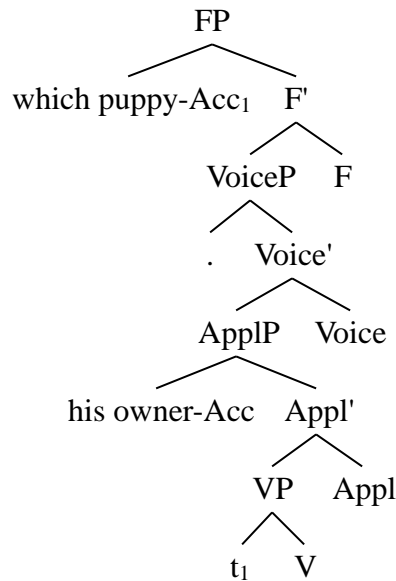 FP
which puppy-Acc₁ F'
VoiceP F
. Voice'
ApplP Voice
his owner-Acc Appl'
VP Appl
t₁ V